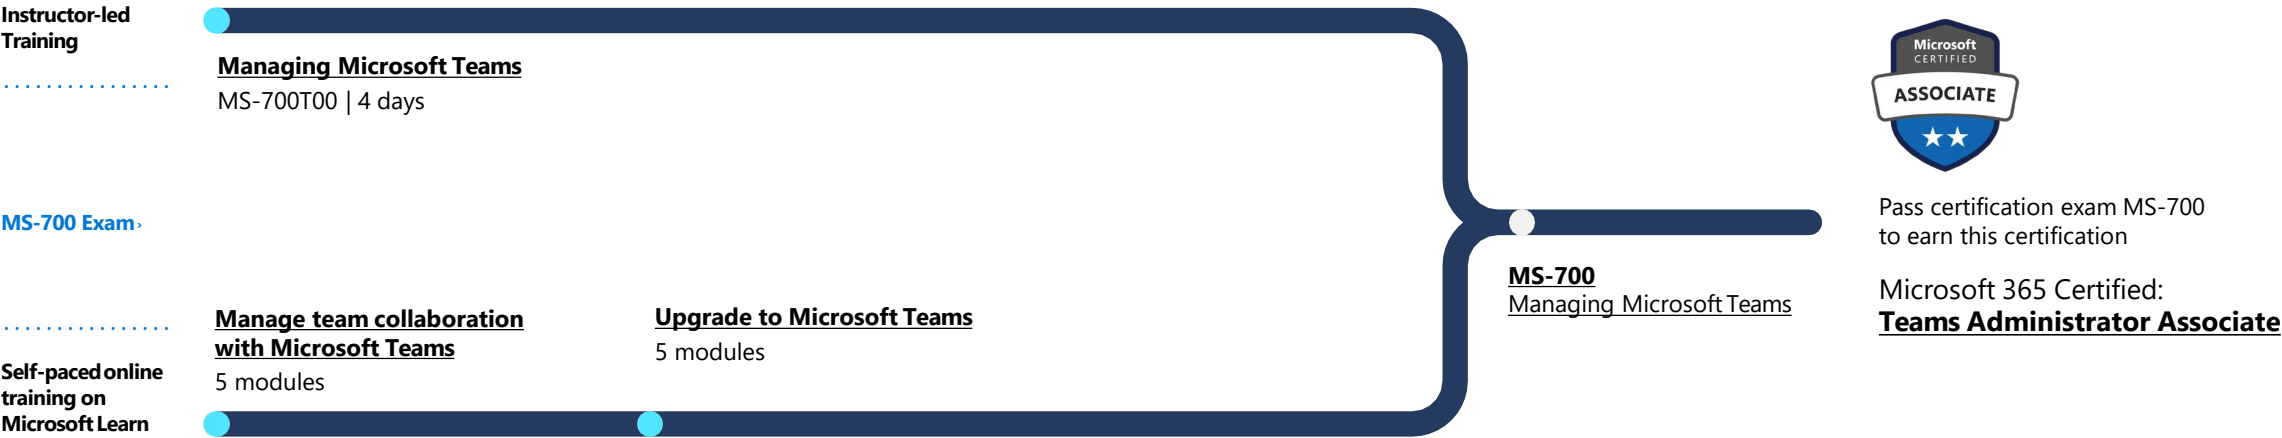 Instructor-led
Training
Managing Microsoft Teams
MS-700T00 | 4 days
Microsoft
CERTIFIED
ASSOCIATE
MS-700 Exam›
Pass certification exam MS-700
to earn this certification
MS-700
Managing Microsoft Teams
Microsoft 365 Certified:
Teams Administrator Associate
Manage team collaboration
with Microsoft Teams
5 modules
Upgrade to Microsoft Teams
5 modules
Self-paced online
training on
Microsoft Learn